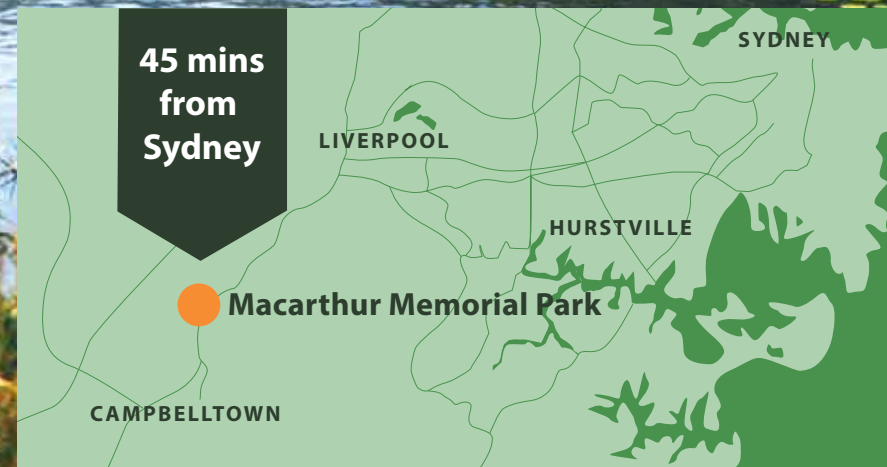 45 mins
from
Sydney
SYDNEY
LIVERPOOL
HURSTVILLE
Macarthur Memorial Park
CAMPBELLTOWN